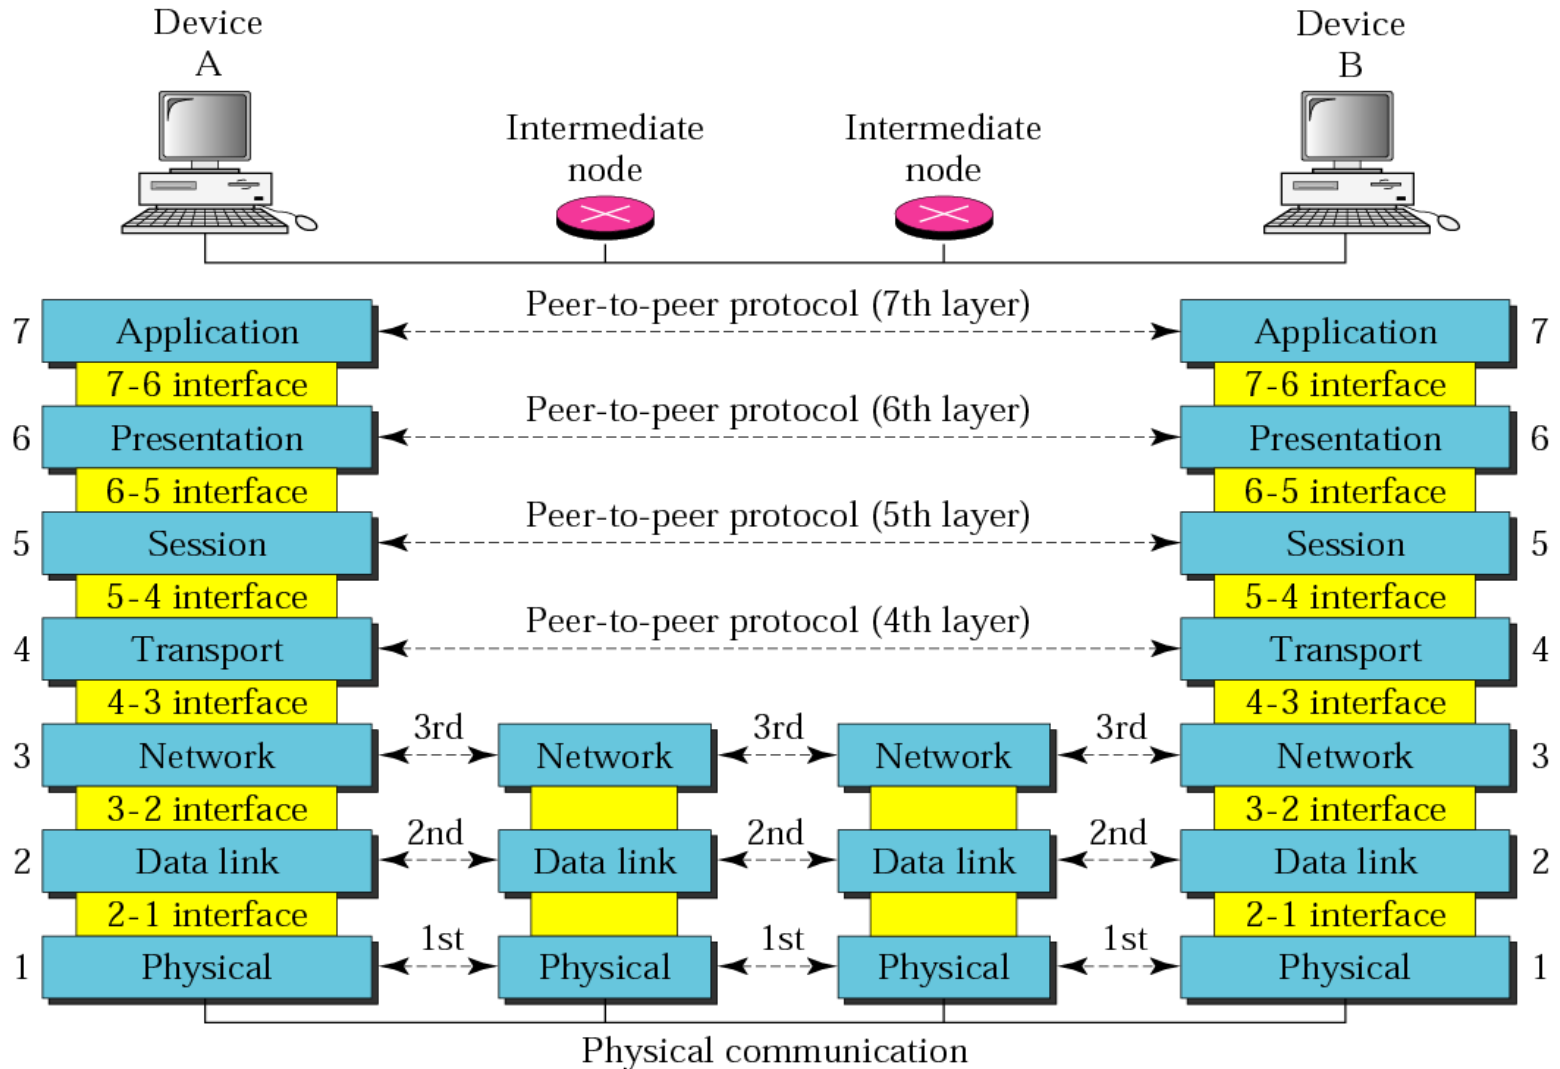 Device
A
Device
B
Intermediate
node
Intermediate
node
Peer-to-peer protocol (7th layer)
7
Application
Application
7
7-6 interface
7-6 interface
Peer-to-peer protocol (6th layer)
6
Presentation
Presentation
6
6-5 interface
6-5 interface
Peer-to-peer protocol (5th layer)
5
Session
Session
5
5-4 interface
5-4 interface
Peer-to-peer protocol (4th layer)
4
Transport
Transport
4
4-3 interface
4-3 interface
3rd
3rd
3rd
3
Network
Network
Network
Network
3
3-2 interface
3-2 interface
2nd
2nd
2nd
2
Data link
Data link
Data link
Data link
2
2-1 interface
2-1 interface
1st
1st
1st
1
Physical
Physical
Physical
Physical
1
Physical communication